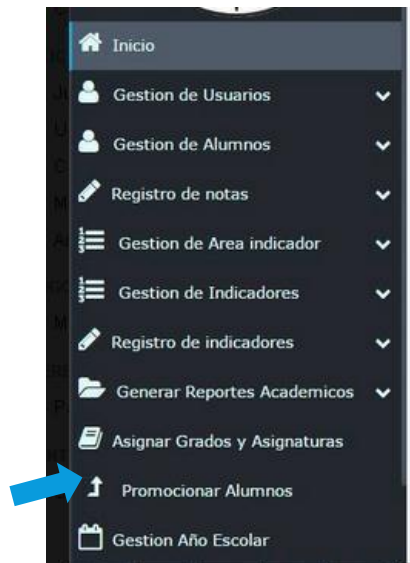 Inicio
Gestion de Usuarios
Gestion de Alumnos
Registro de notas
Gestion de Area indicador
Gestion de Indicadores
Registro de indicadores
Generar Reportes Academicos
Asignar Grados y Asignaturas
Promocionar Alumnos
Gestion Año Escolar